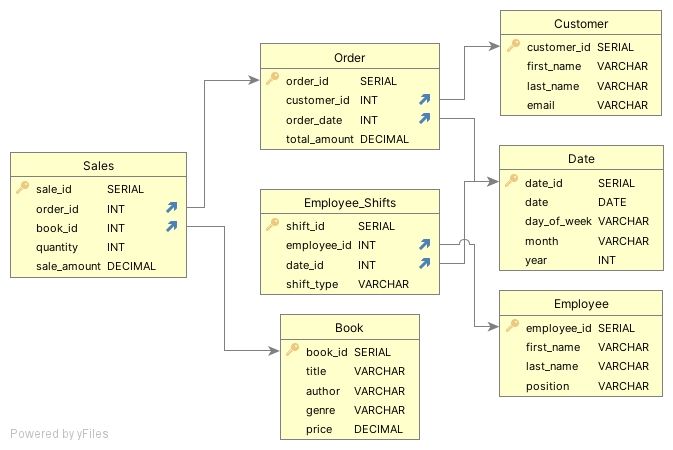 Customer
customer_id SERIAL
first_name VARCHAR
last_name VARCHAR
email VARCHAR
Order
order_id SERIAL
customer_id INT
order_date INT
total_amount DECIMAL
Sales
sale_id SERIAL
order_id INT
book_id INT
quantity INT
sale_amount DECIMAL
Date
date_id SERIAL
date DATE
day_of_week VARCHAR
month VARCHAR
year INT
Employee_Shifts
shift_id SERIAL
employee_id INT
date_id INT
shift_type VARCHAR
Employee
employee_id SERIAL
first_name VARCHAR
last_name VARCHAR
position VARCHAR
Book
book_id SERIAL
title VARCHAR
author VARCHAR
genre VARCHAR
price DECIMAL
Powered by yFiles